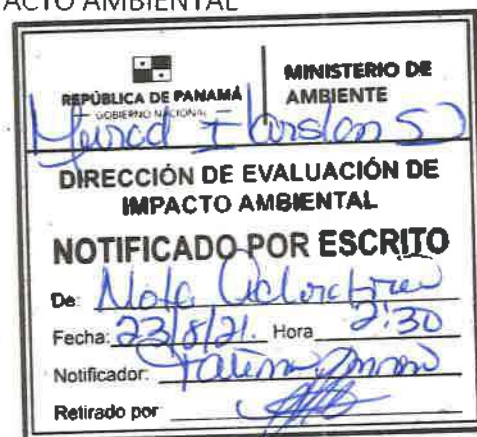 ACTO AMBIENTAL
REPÚBLICA DE PANAMÁ
— GOBIERNO NACIONAL —
MINISTERIO DE
AMBIENTE
DIRECCIÓN DE EVALUACIÓN DE
IMPACTO AMBIENTAL
NOTIFICADO POR ESCRITO
De: Nota
Fecha: 23/8/21. Hora 2:30
Notificador:
Retirado por